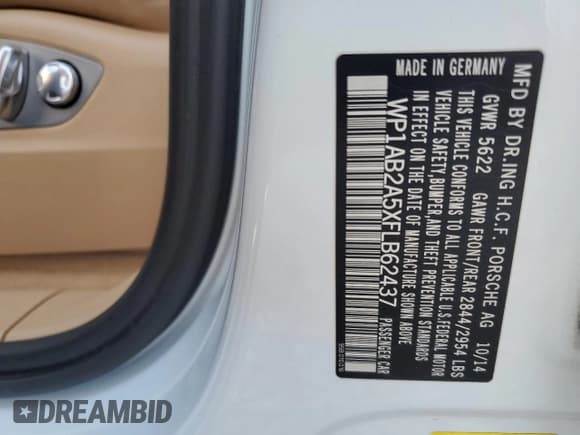 MFD BY DR.ING H.C.F. PORSCHE AG 10/14
GVWR 5622 GAWR FRONT/REAR 2844/2954 LBS
VEHICLE CONFORMS TO ALL APPLICABLE U.S.FEDERAL MOTOR
VEHICLE SAFETY,BUMPER,AND THEFT PREVENTION STANDARDS
IN EFFECT ON THE DATE OF MANUFACTURE SHOWN ABOVE
MADE IN GERMANY
WP1AB2A5XFLB62437
PASSENGER CAR
DREAMBID